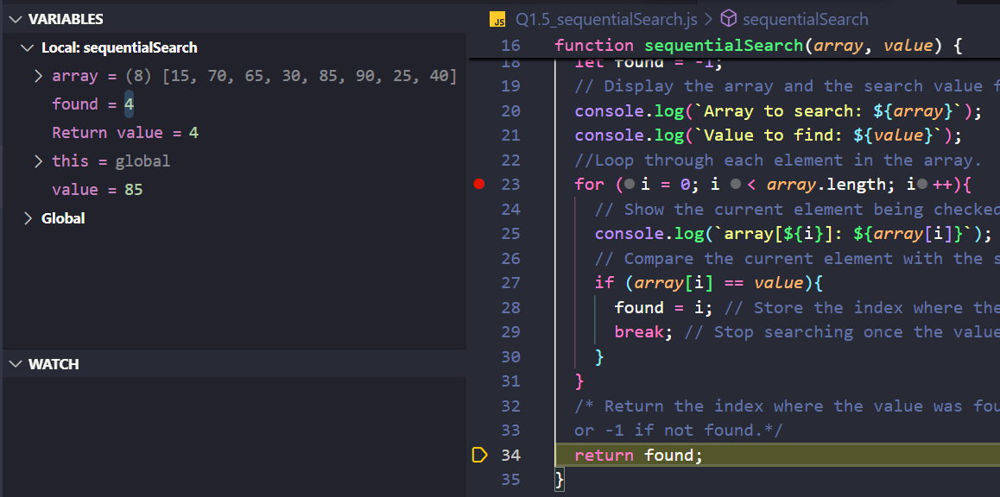 VARIABLES
Local: sequentialSearch
array = (8) [15, 70, 65, 30, 85, 90, 25, 40]
found = 4
Return value = 4
this = global
value = 85
Global
WATCH
JS Q1.5_sequentialSearch.js > sequentialSearch
16 function sequentialSearch(array, value) {
18 let found = -1;
19 // Display the array and the search value f
20 console.log(`Array to search: ${array}`);
21 console.log(`Value to find: ${value}`);
22 //Loop through each element in the array.
23 for (i = 0; i < array.length; i++){
24 // Show the current element being checked
25 console.log(`array[${i}]: ${array[i]}`);
26 // Compare the current element with the s
27 if (array[i] == value){
28 found = i; // Store the index where the
29 break; // Stop searching once the value
30 }
31 }
32 /* Return the index where the value was fou
33 or -1 if not found.*/
34 return found;
35 }